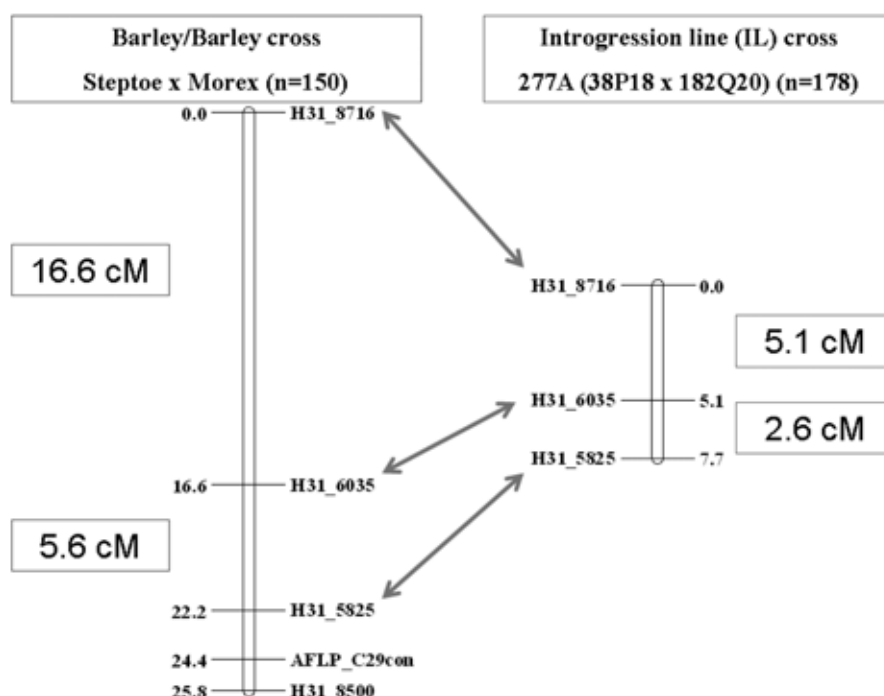 Barley/Barley cross
Steptoe x Morex (n=150)
Introgression line (IL) cross
277A (38P18 x 182Q20) (n=178)
0.0 H31_8716
16.6 cM
16.6 H31_6035
5.6 cM
22.2 H31_5825
24.4 AFLP_C29con
25.8 H31_8500
H31_8716 0.0
5.1 cM
H31_6035 5.1
2.6 cM
H31_5825 7.7